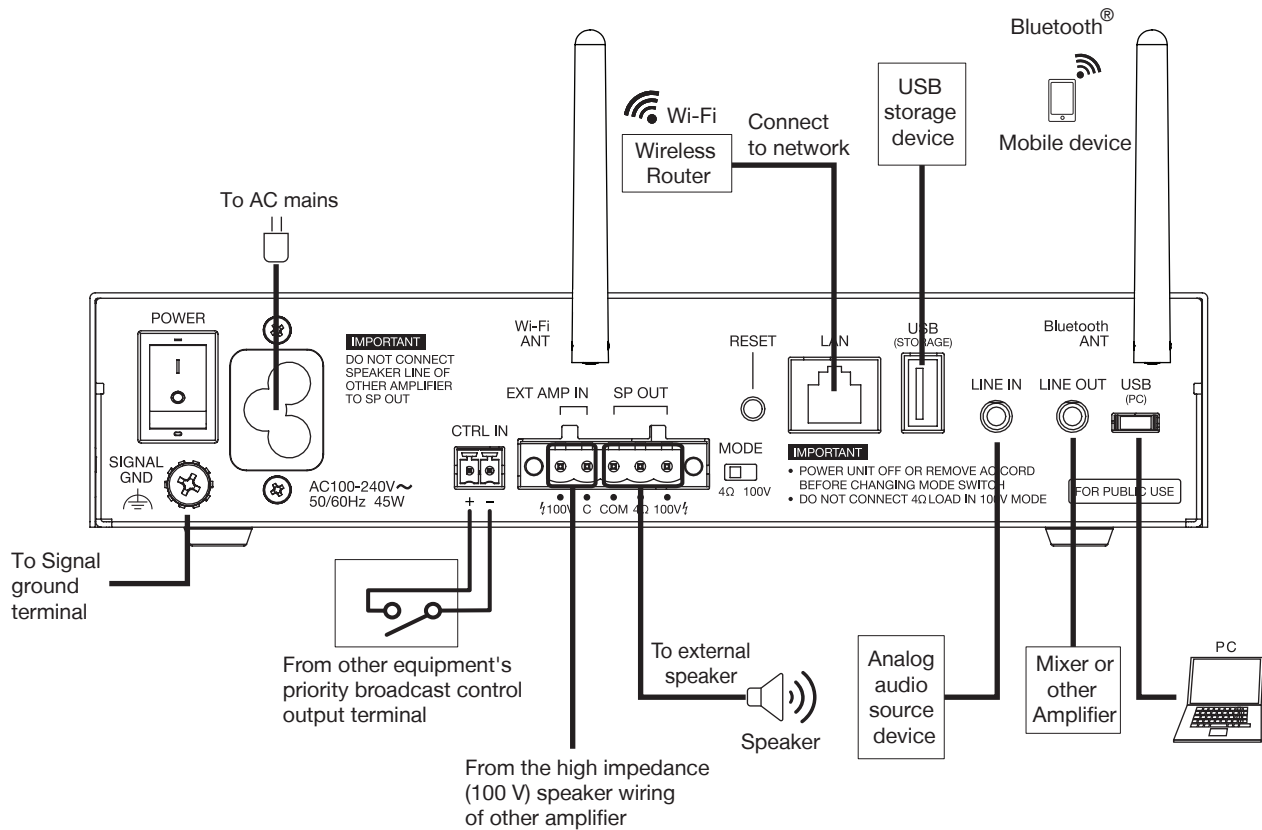 Bluetooth®
Mobile device
USB
storage
device
Wi-Fi
Wireless
Router
Connect
to network
To AC mains
POWER
IMPORTANT
DO NOT CONNECT
SPEAKER LINE OF
OTHER AMPLIFIER
TO SP OUT
Wi-Fi
ANT
RESET
LAN
USB
(STORAGE)
Bluetooth
ANT
LINE IN
LINE OUT
USB
(PC)
EXT AMP IN
SP OUT
CTRL IN
MODE
4Ω 100V
IMPORTANT
• POWER UNIT OFF OR REMOVE AC CORD
BEFORE CHANGING MODE SWITCH
• DO NOT CONNECT 4Ω LOAD IN 100V MODE
FOR PUBLIC USE
SIGNAL
GND
AC100-240V~
50/60Hz 45W
+ −
100V C COM 4Ω 100V
To Signal
ground
terminal
From other equipment's
priority broadcast control
output terminal
To external
speaker
Speaker
From the high impedance
(100 V) speaker wiring
of other amplifier
Analog
audio
source
device
Mixer or
other
Amplifier
PC